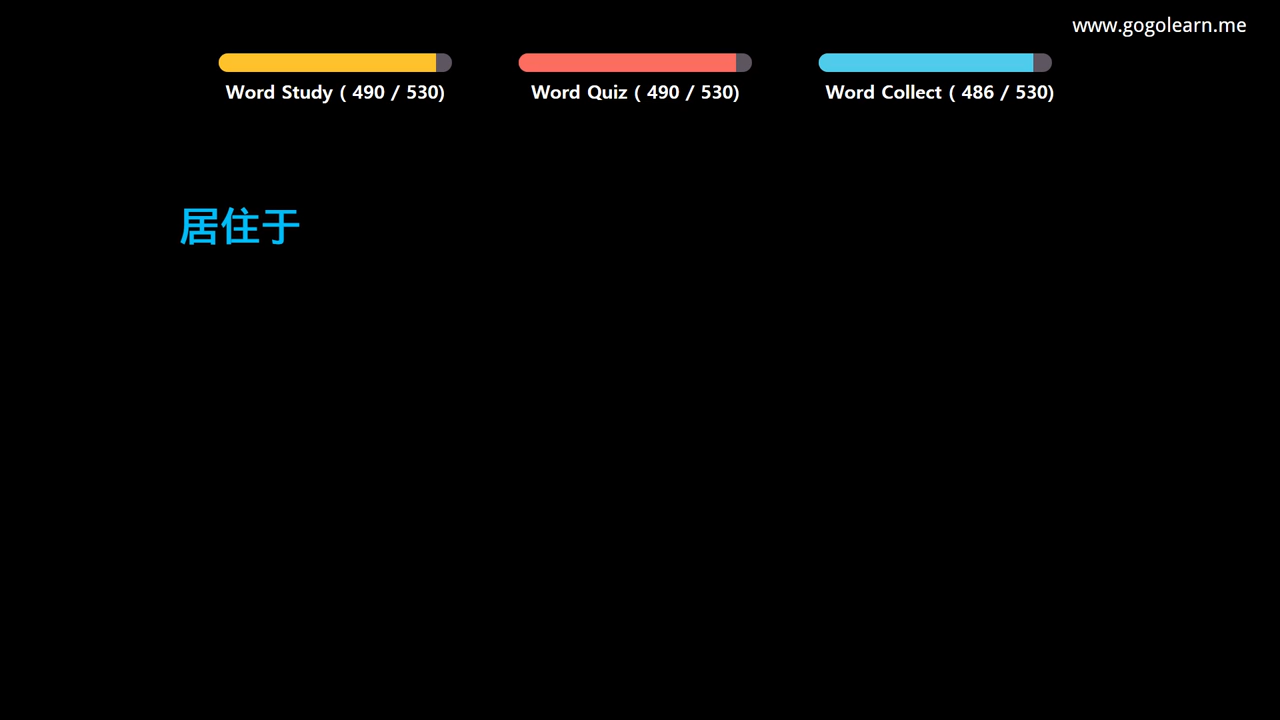 www.gogolearn.me
Word Study ( 490 / 530)
Word Quiz ( 490 / 530)
Word Collect ( 486 / 530)
居住于